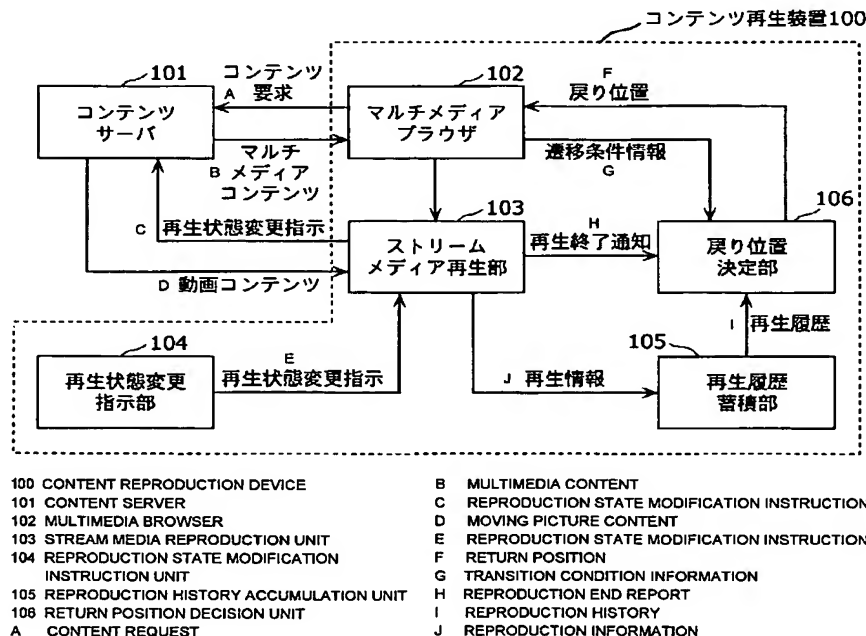 コンテンツ再生装置100
101
コンテンツ
サーバ
コンテンツ
A 要求
102
マルチメディア
ブラウザ
F
戻り位置
マルチ
B メディア
コンテンツ
遷移条件情報
G
C 再生状態変更指示
103
ストリーム
メディア再生部
H
再生終了通知
106
戻り位置
決定部
D 動画コンテンツ
104
再生状態変更
指示部
E
再生状態変更指示
J 再生情報
I 再生履歴
105
再生履歴
蓄積部
100 CONTENT REPRODUCTION DEVICE
101 CONTENT SERVER
102 MULTIMEDIA BROWSER
103 STREAM MEDIA REPRODUCTION UNIT
104 REPRODUCTION STATE MODIFICATION
INSTRUCTION UNIT
105 REPRODUCTION HISTORY ACCUMULATION UNIT
106 RETURN POSITION DECISION UNIT
A CONTENT REQUEST
B MULTIMEDIA CONTENT
C REPRODUCTION STATE MODIFICATION INSTRUCTION
D MOVING PICTURE CONTENT
E REPRODUCTION STATE MODIFICATION INSTRUCTION
F RETURN POSITION
G TRANSITION CONDITION INFORMATION
H REPRODUCTION END REPORT
I REPRODUCTION HISTORY
J REPRODUCTION INFORMATION